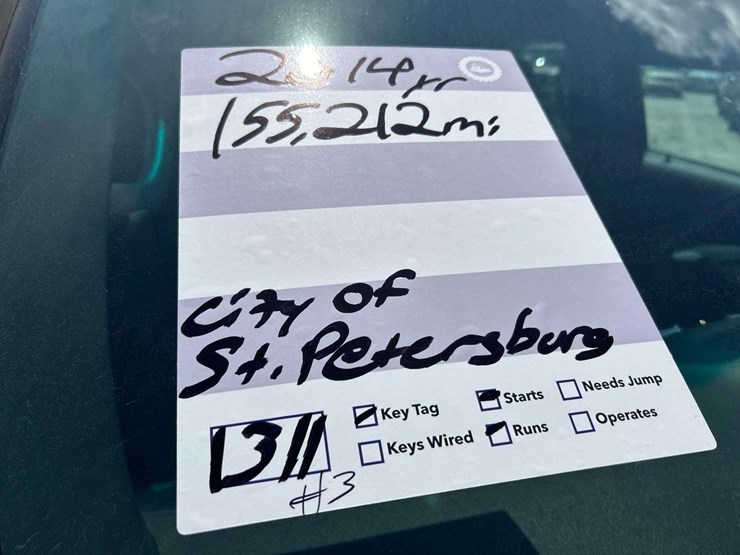 2014yr
155,212mi
City of
St. Petersburg
Key Tag Starts Needs Jump
Keys Wired Runs Operates
1311
#3